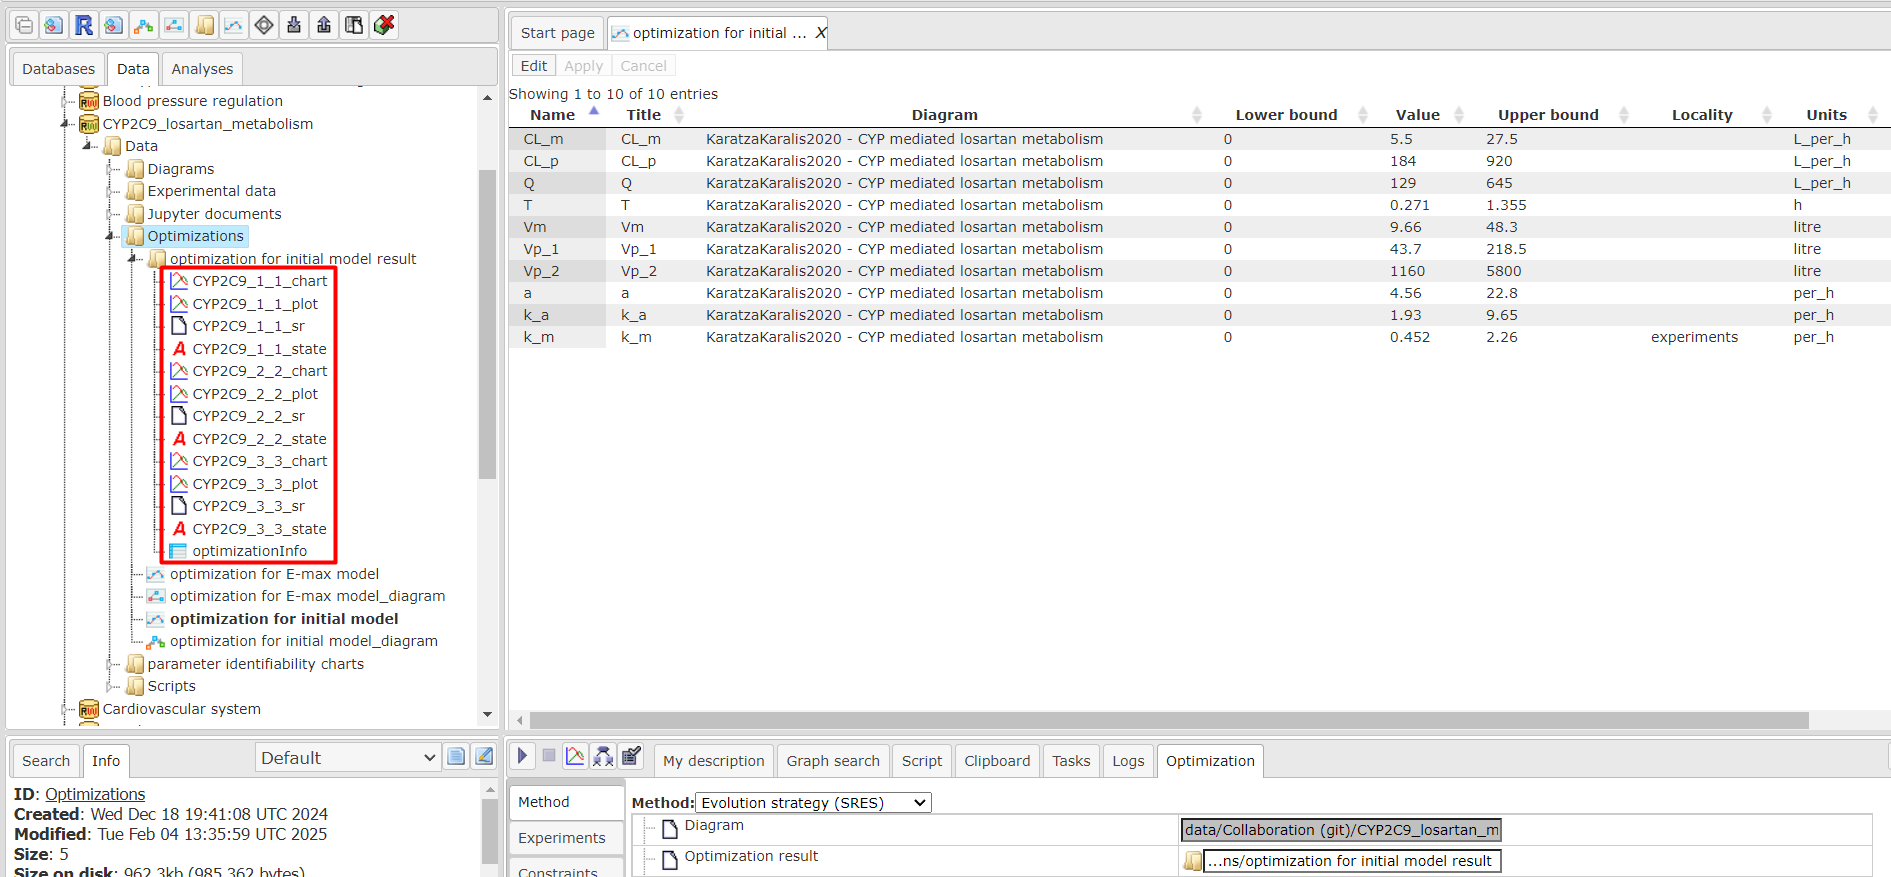 Databases Data Analyses
Blood pressure regulation
CYP2C9_losartan_metabolism
Data
Diagrams
Experimental data
Jupyter documents
Optimizations
optimization for initial model result
CYP2C9_1_1_chart
CYP2C9_1_1_plot
CYP2C9_1_1_sr
CYP2C9_1_1_state
CYP2C9_2_2_chart
CYP2C9_2_2_plot
CYP2C9_2_2_sr
CYP2C9_2_2_state
CYP2C9_3_3_chart
CYP2C9_3_3_plot
CYP2C9_3_3_sr
CYP2C9_3_3_state
optimizationInfo
optimization for E-max model
optimization for E-max model_diagram
optimization for initial model
optimization for initial model_diagram
parameter identifiability charts
Scripts
Cardiovascular system
Start page optimization for initial ... X
Edit Apply Cancel
Showing 1 to 10 of 10 entries
Name Title Diagram Lower bound Value Upper bound Locality Units
CL_m CL_m KaratzaKaralis2020 - CYP mediated losartan metabolism 0 5.5 27.5 L_per_h
CL_p CL_p KaratzaKaralis2020 - CYP mediated losartan metabolism 0 184 920 L_per_h
Q Q KaratzaKaralis2020 - CYP mediated losartan metabolism 0 129 645 L_per_h
T T KaratzaKaralis2020 - CYP mediated losartan metabolism 0 0.271 1.355 h
Vm Vm KaratzaKaralis2020 - CYP mediated losartan metabolism 0 9.66 48.3 litre
Vp_1 Vp_1 KaratzaKaralis2020 - CYP mediated losartan metabolism 0 43.7 218.5 litre
Vp_2 Vp_2 KaratzaKaralis2020 - CYP mediated losartan metabolism 0 1160 5800 litre
a a KaratzaKaralis2020 - CYP mediated losartan metabolism 0 4.56 22.8 per_h
k_a k_a KaratzaKaralis2020 - CYP mediated losartan metabolism 0 1.93 9.65 per_h
k_m k_m KaratzaKaralis2020 - CYP mediated losartan metabolism 0 0.452 2.26 experiments per_h
Search Info Default
ID: Optimizations
Created: Wed Dec 18 19:41:08 UTC 2024
Modified: Tue Feb 04 13:35:59 UTC 2025
Size: 5
Size on disk: 962.3kb (985,362 bytes)
My description Graph search Script Clipboard Tasks Logs Optimization
Method
Experiments
Constraints
Method: Evolution strategy (SRES)
Diagram data/Collaboration (git)/CYP2C9_losartan_m
Optimization result ...ns/optimization for initial model result